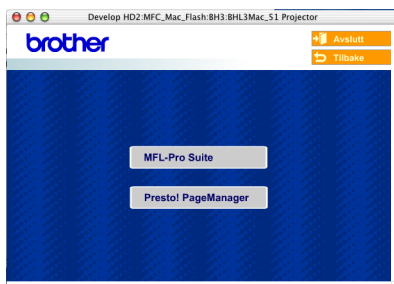 Develop HD2:MFC_Mac_Flash:BH3:BHL3Mac_51 Projector
brother
Avslutt
Tilbake
MFL-Pro Suite
Presto! PageManager